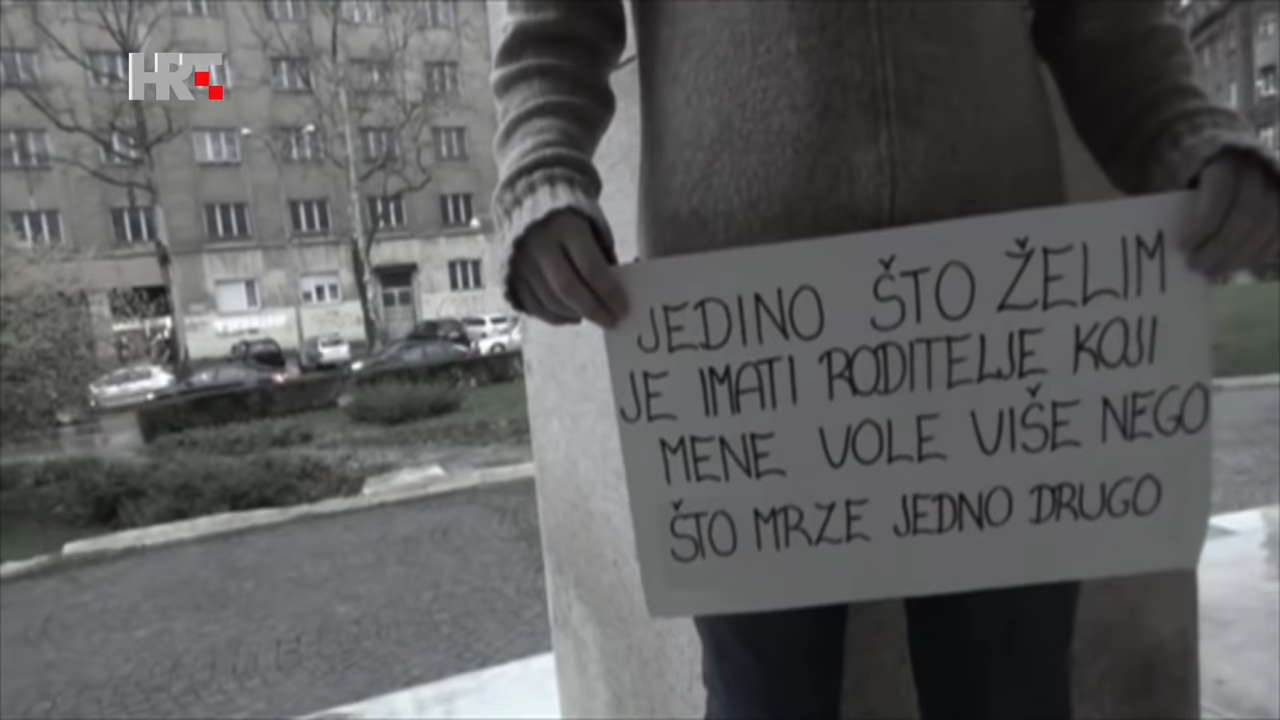 HRT
JEDINO ŠTO ŽELIM
JE IMATI RODITELJE KOJI
MENE VOLE VIŠE NEGO
ŠTO MRZE JEDNO DRUGO